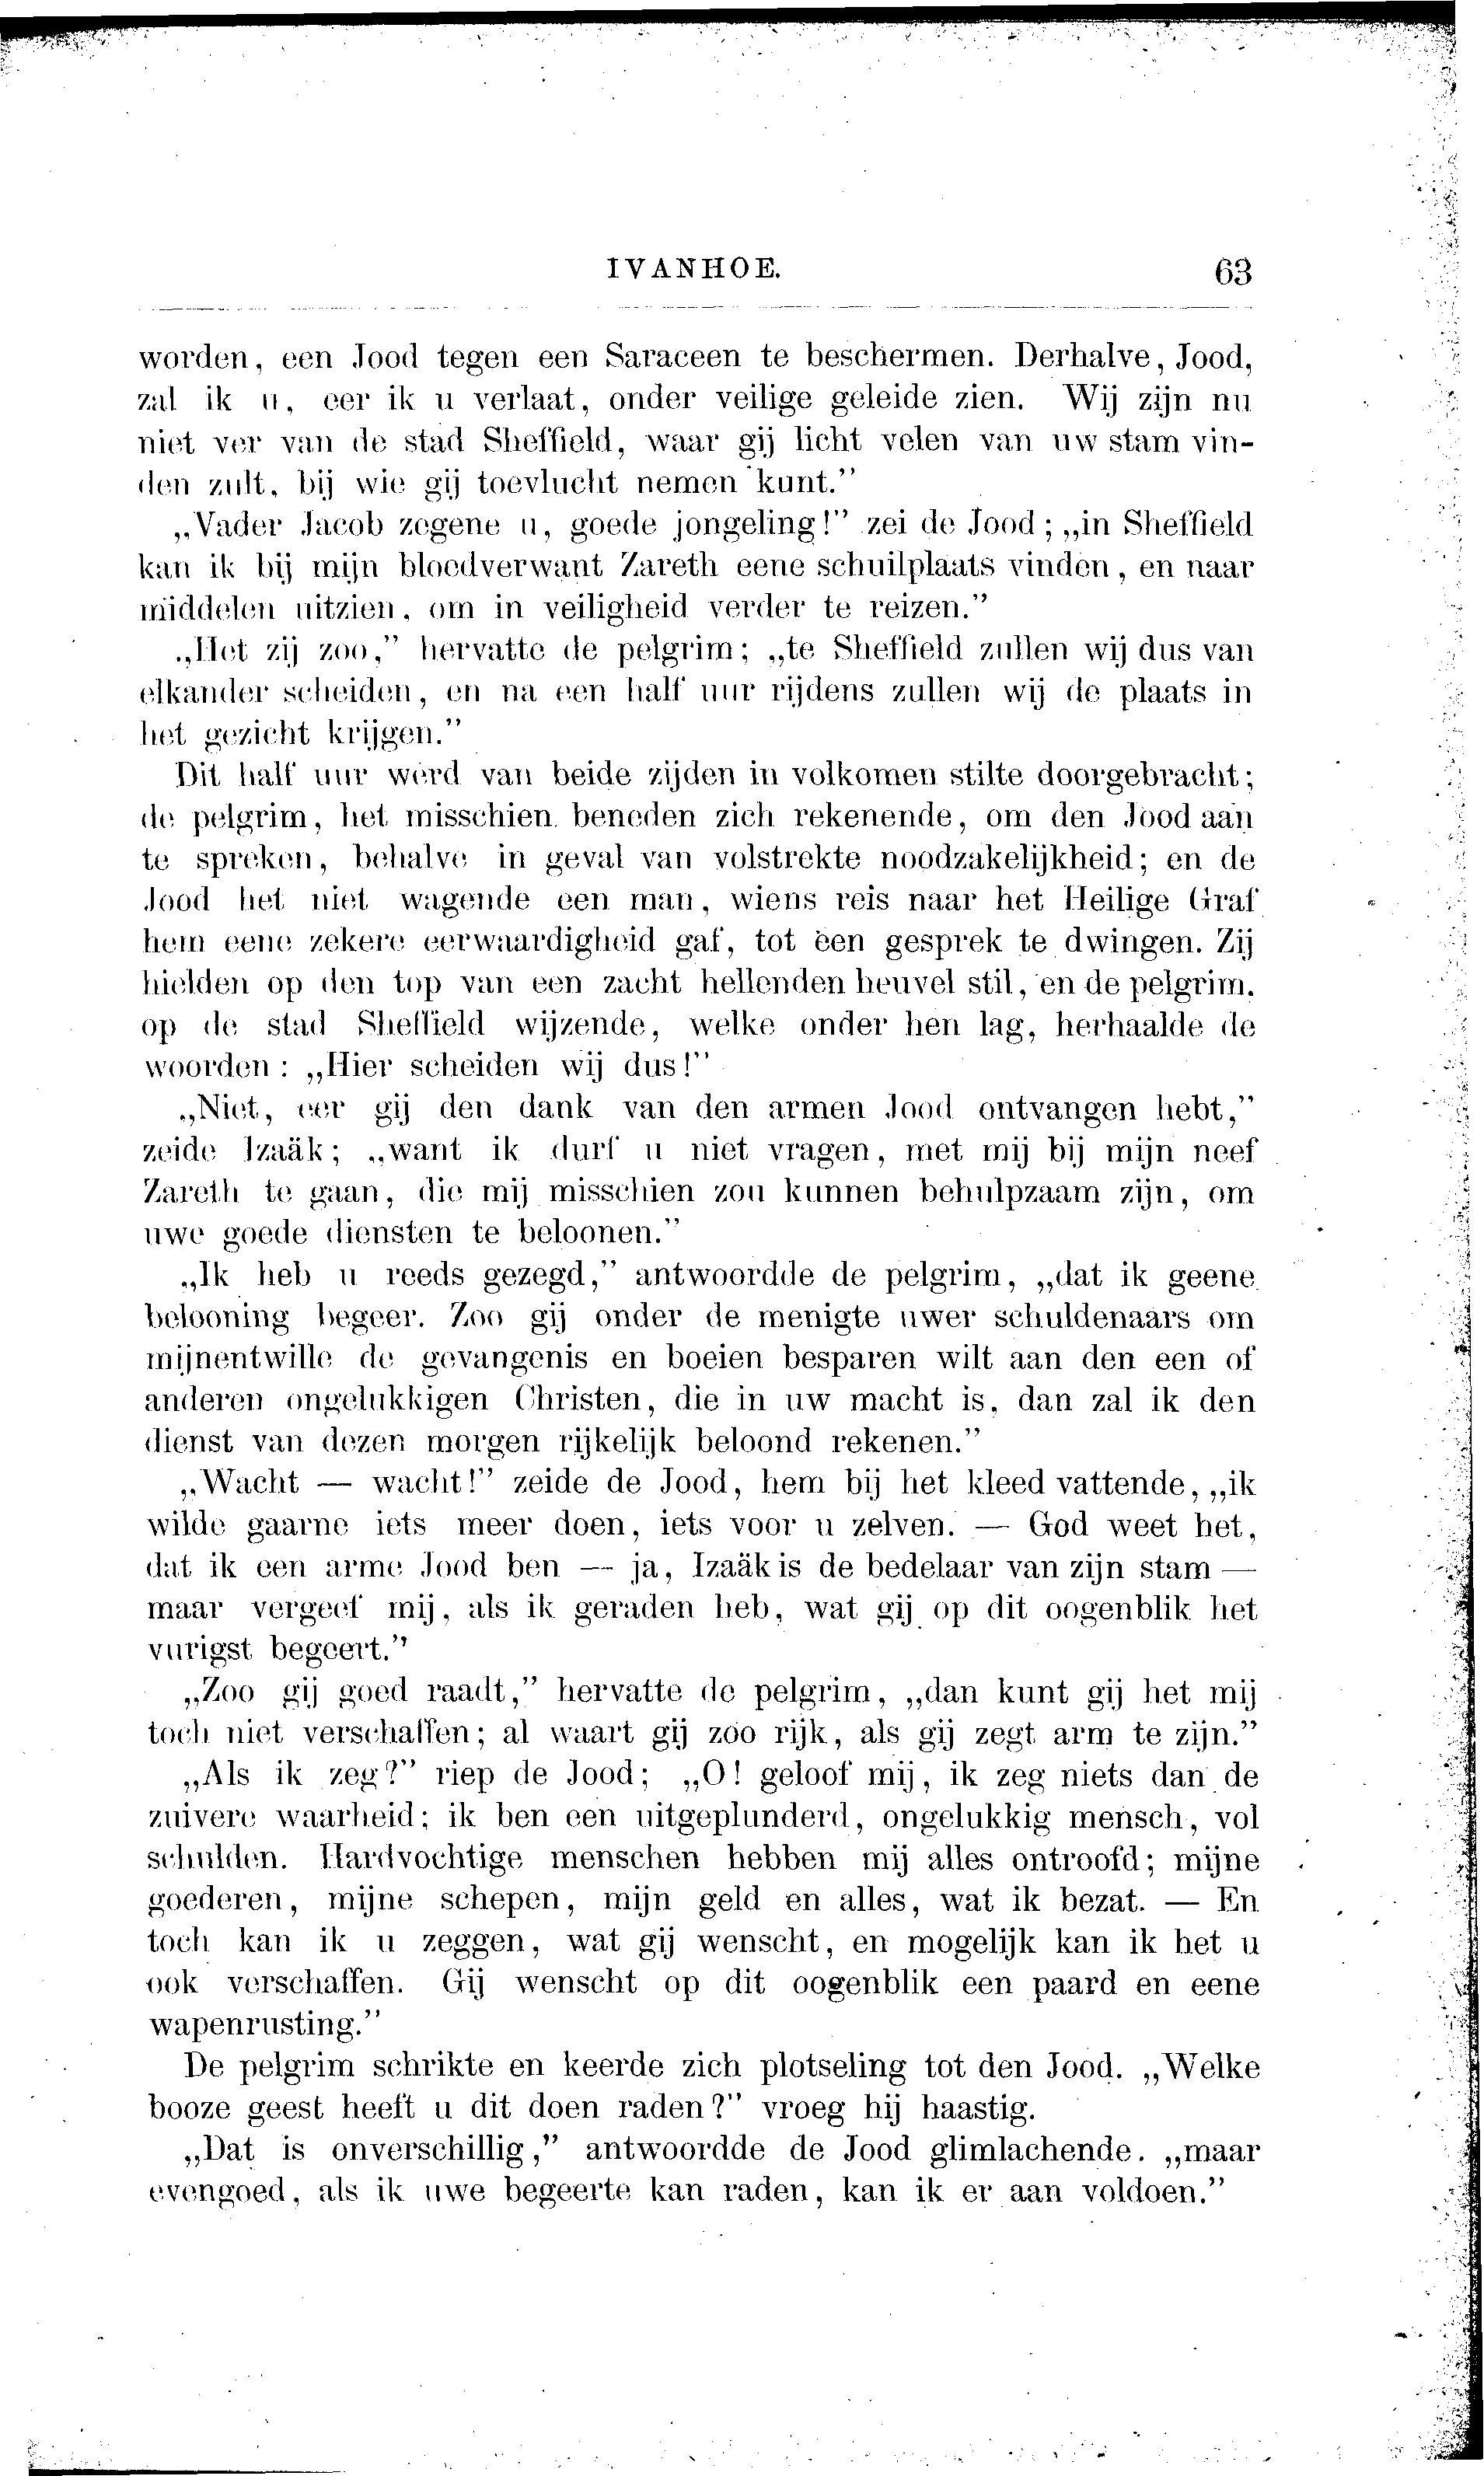 IVANHOE. 63
worden, een Jood tegen een Saraceen te beschermen. Derhalve, Jood,
zal ik u, eer ik u verlaat, onder veilige geleide zien. Wij zijn nu
niet ver van de stad Sheffield, waar gij licht velen van uw stam vin-
den zult, bij wie gij toevlucht nemen kunt.”
„Vader Jacob zegene u, goede jongeling!” zei de Jood; „in Sheffield
kan ik bij mijn bloedverwant Zareth eene schuilplaats vinden, en naar
middelen uitzien, om in veiligheid verder te reizen.”
„Het zij zoo,” hervatte de pelgrim; „te Sheffield zullen wij dus van
elkander scheiden, en na een half uur rijdens zullen wij de plaats in
het gezicht krijgen.”
Dit half uur werd van beide zijden in volkomen stilte doorgebracht;
de pelgrim, het misschien beneden zich rekenende, om den Jood aan
te spreken, behalve in geval van volstrekte noodzakelijkheid; en de
Jood het niet wagende een man, wiens reis naar het Heilige Graf
hem eene zekere eerwaardigheid gaf, tot een gesprek te dwingen. Zij
hielden op den top van een zacht hellenden heuvel stil, en de pelgrim,
op de stad Sheffield wijzende, welke onder hen lag, herhaalde de
woorden: „Hier scheiden wij dus!”
„Niet, eer gij den dank van den armen Jood ontvangen hebt,”
zeide Izaäk; „want ik durf u niet vragen, met mij bij mijn neef
Zareth te gaan, die mij misschien zou kunnen behulpzaam zijn, om
uwe goede diensten te beloonen.”
„Ik heb u reeds gezegd,” antwoordde de pelgrim, „dat ik geene
belooning begeer. Zoo gij onder de menigte uwer schuldenaars om
mijnentwille de gevangenis en boeien besparen wilt aan den een of
anderen ongelukkigen Christen, die in uw macht is, dan zal ik den
dienst van dezen morgen rijkelijk beloond rekenen.”
„Wacht — wacht!” zeide de Jood, hem bij het kleed vattende, „ik
wilde gaarne iets meer doen, iets voor u zelven. — God weet het,
dat ik een arme Jood ben — ja, Izaäk is de bedelaar van zijn stam —
maar vergeef mij, als ik geraden heb, wat gij op dit oogenblik het
vurigst begeert.”
„Zoo gij goed raadt,” hervatte de pelgrim, „dan kunt gij het mij
toch niet verschaffen; al waart gij zoo rijk, als gij zegt arm te zijn.”
„Als ik zeg?” riep de Jood; „O! geloof mij, ik zeg niets dan de
zuivere waarheid; ik ben een uitgeplunderd, ongelukkig mensch, vol
schulden. Hardvochtige menschen hebben mij alles ontroofd; mijne
goederen, mijne schepen, mijn geld en alles, wat ik bezat. — En
toch kan ik u zeggen, wat gij wenscht, en mogelijk kan ik het u
ook verschaffen. Gij wenscht op dit oogenblik een paard en eene
wapenrusting.”
De pelgrim schrikte en keerde zich plotseling tot den Jood. „Welke
booze geest heeft u dit doen raden?” vroeg hij haastig.
„Dat is onverschillig,” antwoordde de Jood glimlachende. „maar
evengoed, als ik uwe begeerte kan raden, kan ik er aan voldoen.”